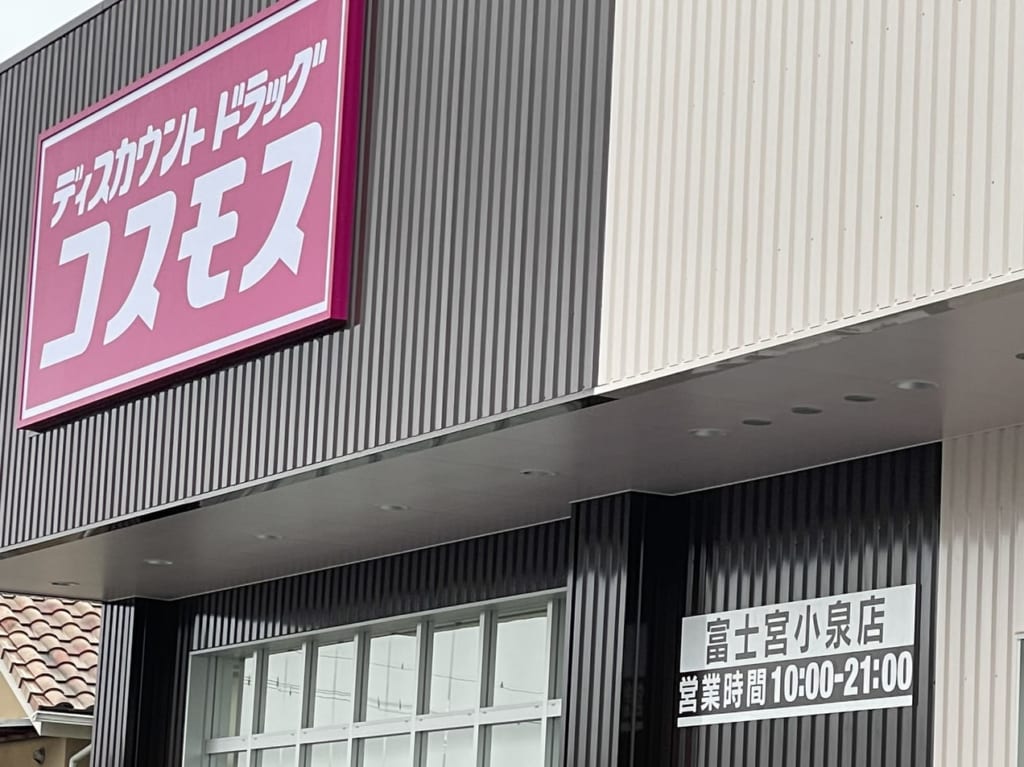 ディスカウント ドラッグ
コスモス
富士宮小泉店
営業時間 10:00-21:00